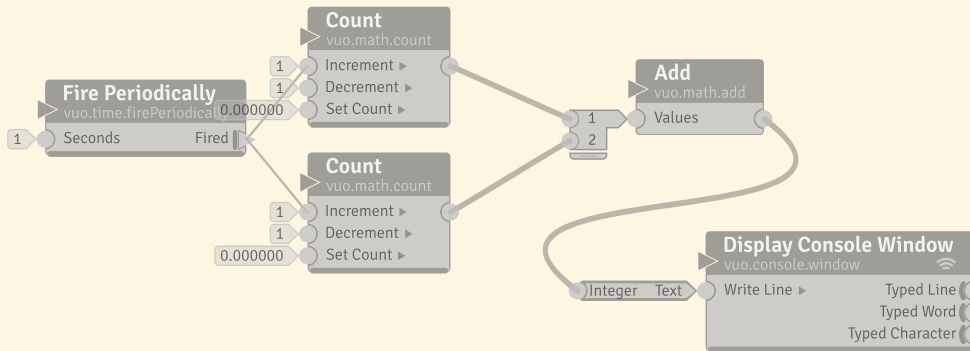 Count
vuo.math.count
1 Increment
1 Decrement
0.000000 Set Count
Fire Periodically
vuo.time.firePeriodical
1 Seconds Fired
Count
vuo.math.count
1 Increment
1 Decrement
0.000000 Set Count
Add
vuo.math.add
1 Values
2
Integer Text
Display Console Window
vuo.console.window
Write Line Typed Line
Typed Word
Typed Character